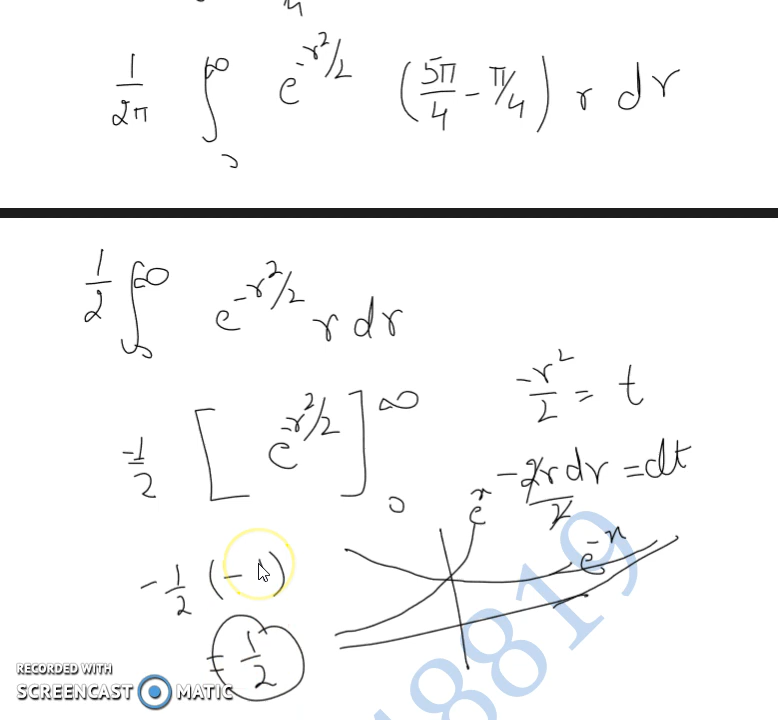 1/2π ∫₀^∞ e^{-r²/2} (5π/4 - π/4) r dr
1/2 ∫₀^∞ e^{-r²/2} r dr
-r²/2 = t
-1/2 [e^{-r²/2}]₀^∞
-2r dr/2 = dt
e^x
e^{-x}
-1/2 (-1)
= 1/2
18819
RECORDED WITH
SCREENCAST MATIC